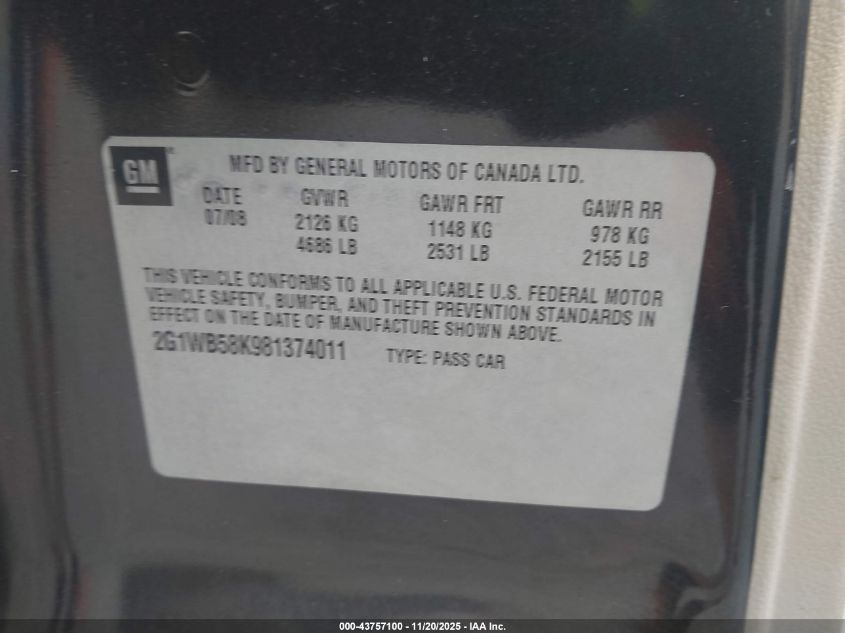 GM
MFD BY GENERAL MOTORS OF CANADA LTD.
DATE GVWR GAWR FRT GAWR RR
07/08 2126 KG 1148 KG 978 KG
4686 LB 2531 LB 2155 LB
THIS VEHICLE CONFORMS TO ALL APPLICABLE U.S. FEDERAL MOTOR
VEHICLE SAFETY, BUMPER, AND THEFT PREVENTION STANDARDS IN
EFFECT ON THE DATE OF MANUFACTURE SHOWN ABOVE.
2G1WB58K981374011 TYPE: PASS CAR
000-43757100 - 11/20/2025 - IAA Inc.